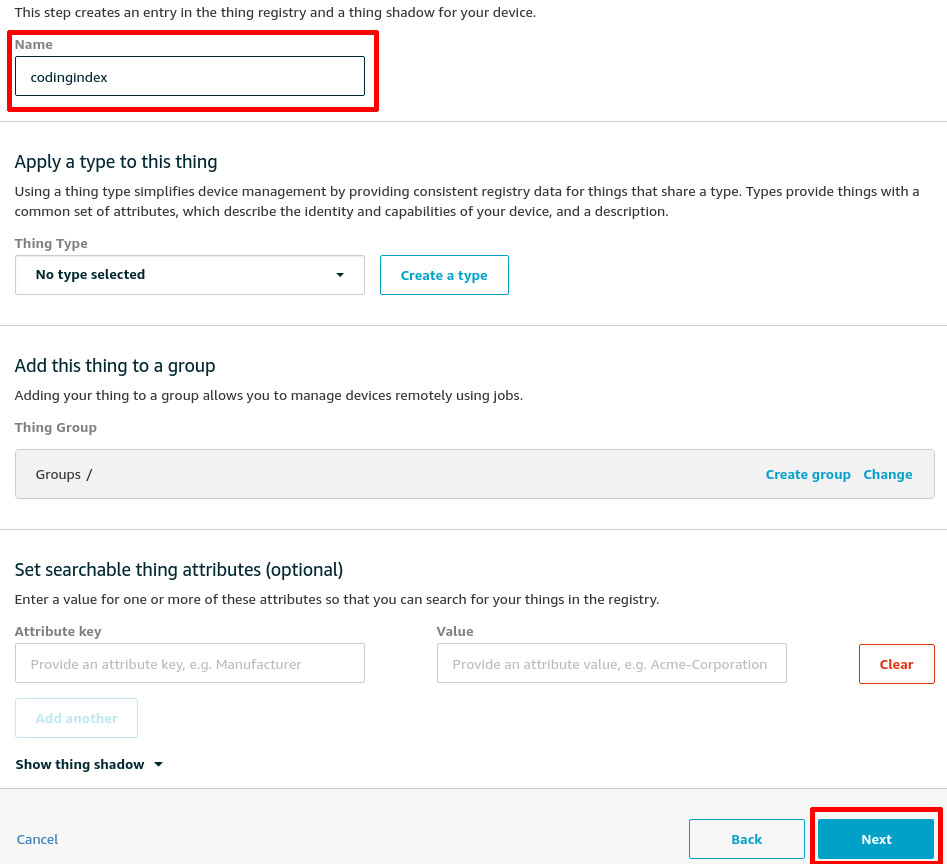 This step creates an entry in the thing registry and a thing shadow for your device.
Name
codingindex
Apply a type to this thing
Using a thing type simplifies device management by providing consistent registry data for things that share a type. Types provide things with a
common set of attributes, which describe the identity and capabilities of your device, and a description.
Thing Type
No type selected
Create a type
Add this thing to a group
Adding your thing to a group allows you to manage devices remotely using jobs.
Thing Group
Groups /
Create group
Change
Set searchable thing attributes (optional)
Enter a value for one or more of these attributes so that you can search for your things in the registry.
Attribute key
Value
Provide an attribute key, e.g. Manufacturer
Provide an attribute value, e.g. Acme-Corporation
Clear
Add another
Show thing shadow
Cancel
Back
Next